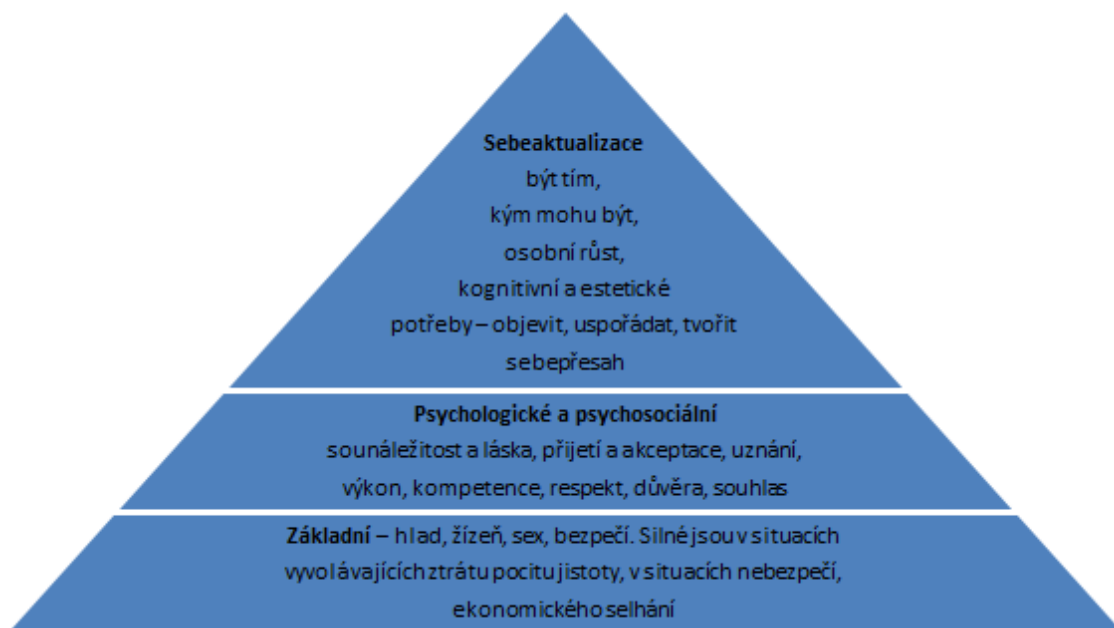 Sebeaktualizace
být tím,
kým mohu být,
osobní růst,
kognitivní a estetické
potřeby – objevit, uspořádat, tvořit
sebepřesah
Psychologické a psychosociální
sounáležitost a láska, přijetí a akceptace, uznání,
výkon, kompetence, respekt, důvěra, souhlas
Základní – hlad, žízeň, sex, bezpečí. Silné jsou v situacích
vyvolávajících ztrátu pocitu jistoty, v situacích nebezpečí,
ekonomického selhání